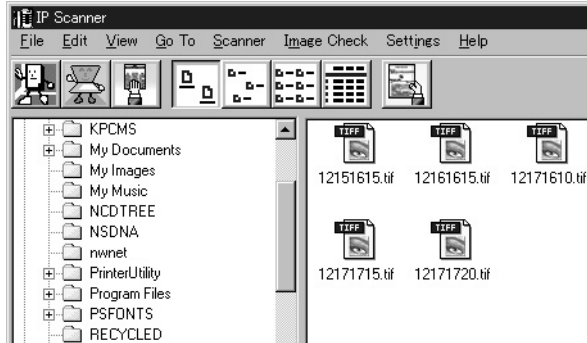 IP Scanner
File Edit View Go To Scanner Image Check Settings Help
KPCMS
My Documents
My Images
My Music
NCDTREE
NSDNA
nwnet
PrinterUtility
Program Files
PSFONTS
RECYCLED
TIFF TIFF TIFF
12151615.tif 12161615.tif 12171610.tif
TIFF TIFF
12171715.tif 12171720.tif